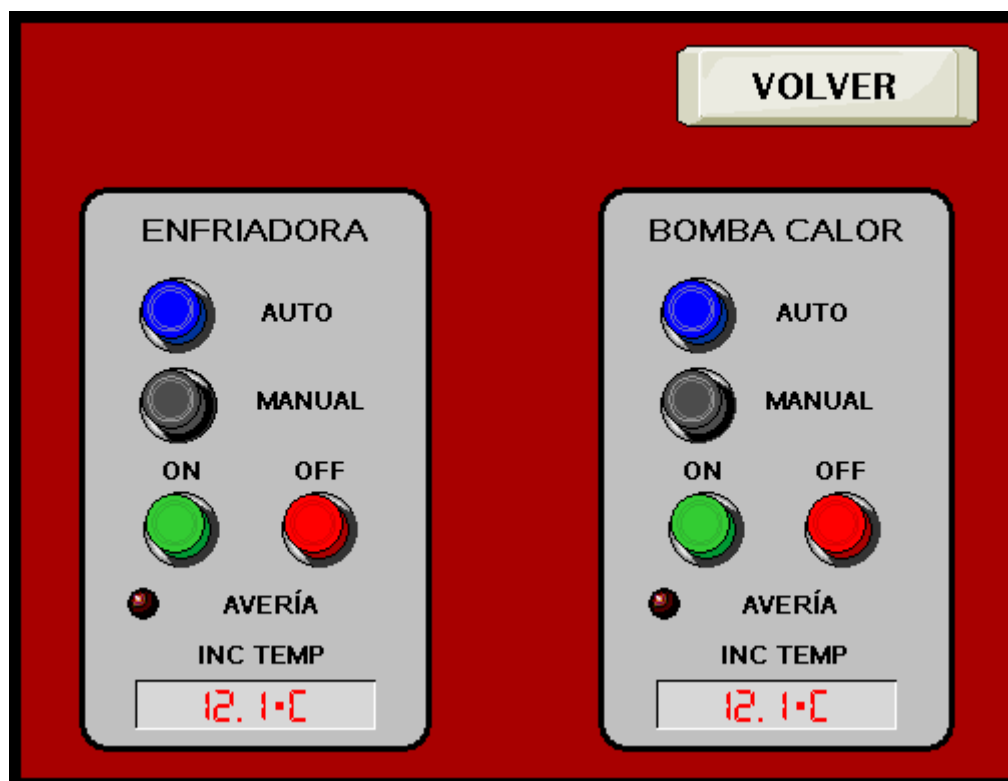 VOLVER
ENFRIADORA
AUTO
MANUAL
ON OFF
AVERÍA
INC TEMP
12.1°C
BOMBA CALOR
AUTO
MANUAL
ON OFF
AVERÍA
INC TEMP
12.1°C